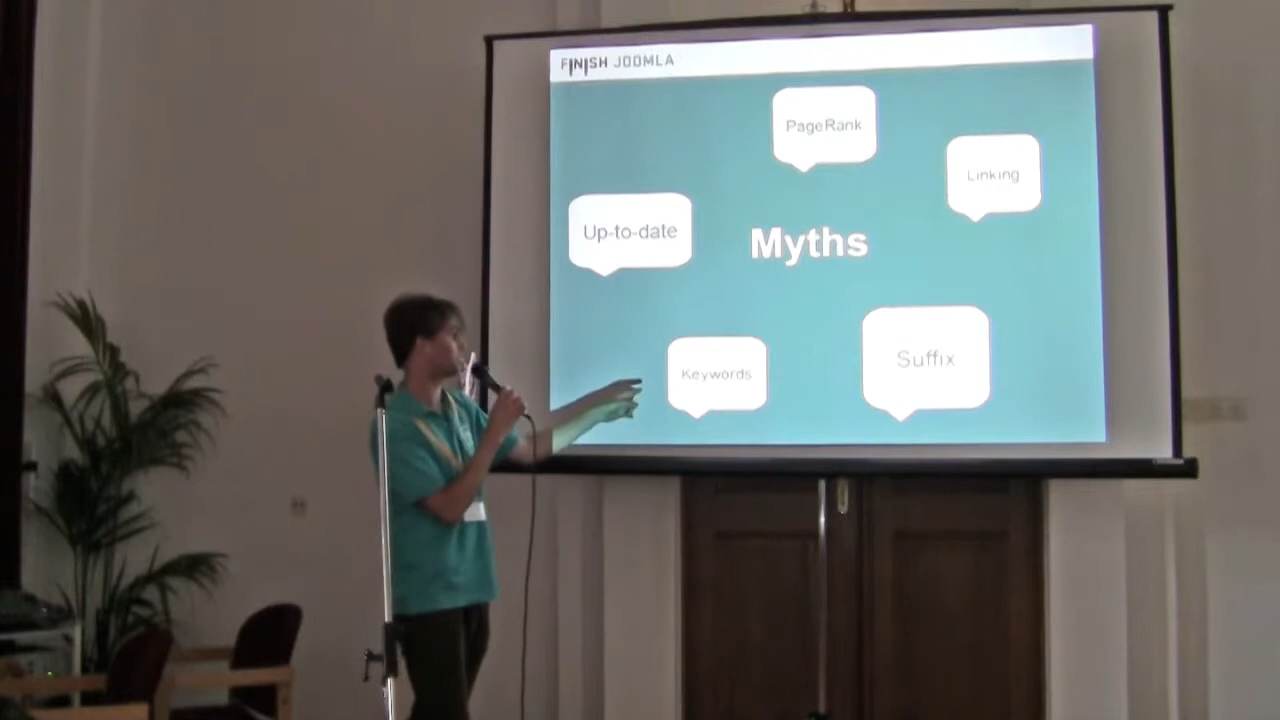 FINISH JOOMLA
PageRank
Linking
Up-to-date
Myths
Suffix
Keywords